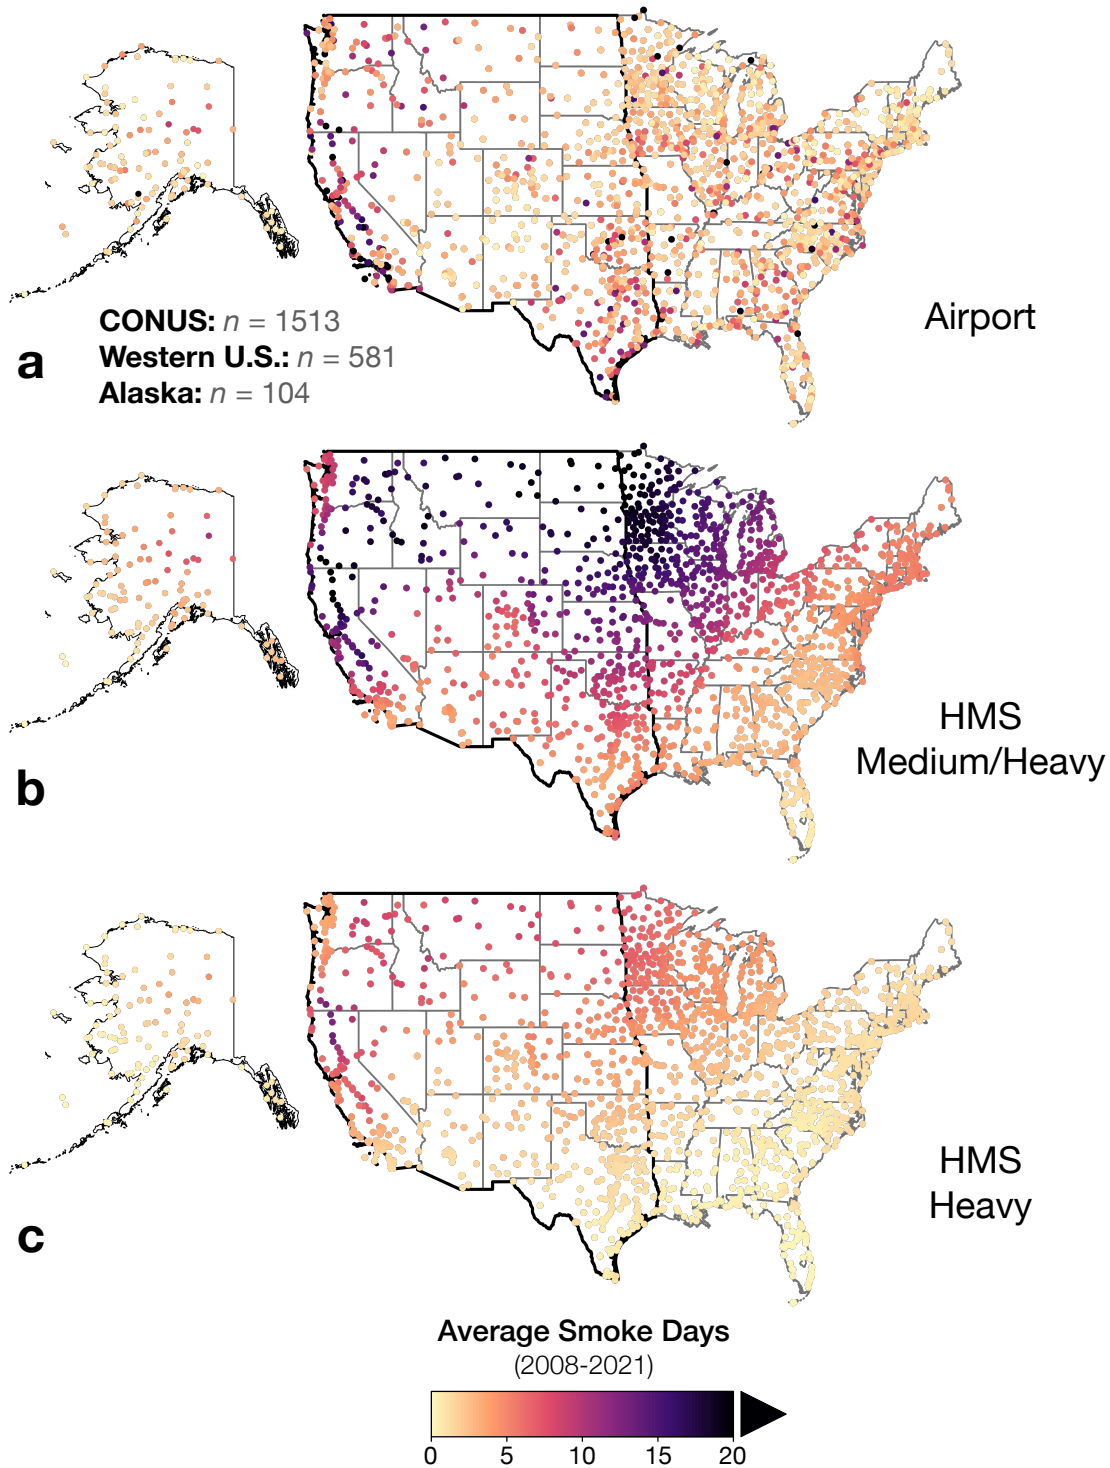 CONUS: n = 1513
Western U.S.: n = 581
Alaska: n = 104
a
Airport
b
HMS
Medium/Heavy
c
HMS
Heavy
Average Smoke Days
(2008-2021)
0 5 10 15 20